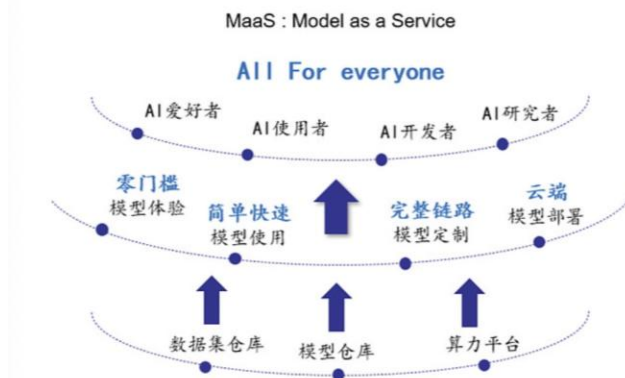 MaaS : Model as a Service
All For everyone
AI爱好者
AI使用者
AI开发者
AI研究者
零门槛
模型体验
简单快速
模型使用
完整链路
模型定制
云端
模型部署
数据集仓库
模型仓库
算力平台